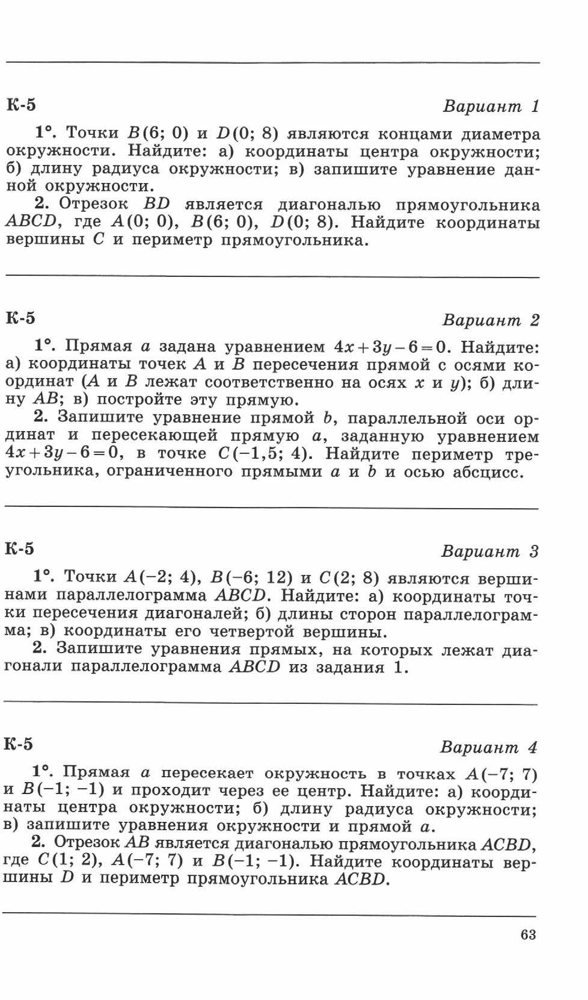 К-5
Вариант 1
1°. Точки B(6; 0) и D(0; 8) являются концами диаметра
окружности. Найдите: а) координаты центра окружности;
б) длину радиуса окружности; в) запишите уравнение дан-
ной окружности.
2. Отрезок BD является диагональю прямоугольника
ABCD, где A(0; 0), B(6; 0), D(0; 8). Найдите координаты
вершины C и периметр прямоугольника.
К-5
Вариант 2
1°. Прямая a задана уравнением 4x+3y−6=0. Найдите:
а) координаты точек A и B пересечения прямой с осями ко-
ординат (A и B лежат соответственно на осях x и y); б) дли-
ну AB; в) постройте эту прямую.
2. Запишите уравнение прямой b, параллельной оси ор-
динат и пересекающей прямую a, заданную уравнением
4x+3y−6=0, в точке C(−1,5; 4). Найдите периметр тре-
угольника, ограниченного прямыми a и b и осью абсцисс.
К-5
Вариант 3
1°. Точки A(−2; 4), B(−6; 12) и C(2; 8) являются верши-
нами параллелограмма ABCD. Найдите: а) координаты точ-
ки пересечения диагоналей; б) длины сторон параллелограм-
ма; в) координаты его четвертой вершины.
2. Запишите уравнения прямых, на которых лежат диа-
гонали параллелограмма ABCD из задания 1.
К-5
Вариант 4
1°. Прямая a пересекает окружность в точках A(−7; 7)
и B(−1; −1) и проходит через ее центр. Найдите: а) коорди-
наты центра окружности; б) длину радиуса окружности;
в) запишите уравнения окружности и прямой a.
2. Отрезок AB является диагональю прямоугольника ACBD,
где C(1; 2), A(−7; 7) и B(−1; −1). Найдите координаты вер-
шины D и периметр прямоугольника ACBD.
63